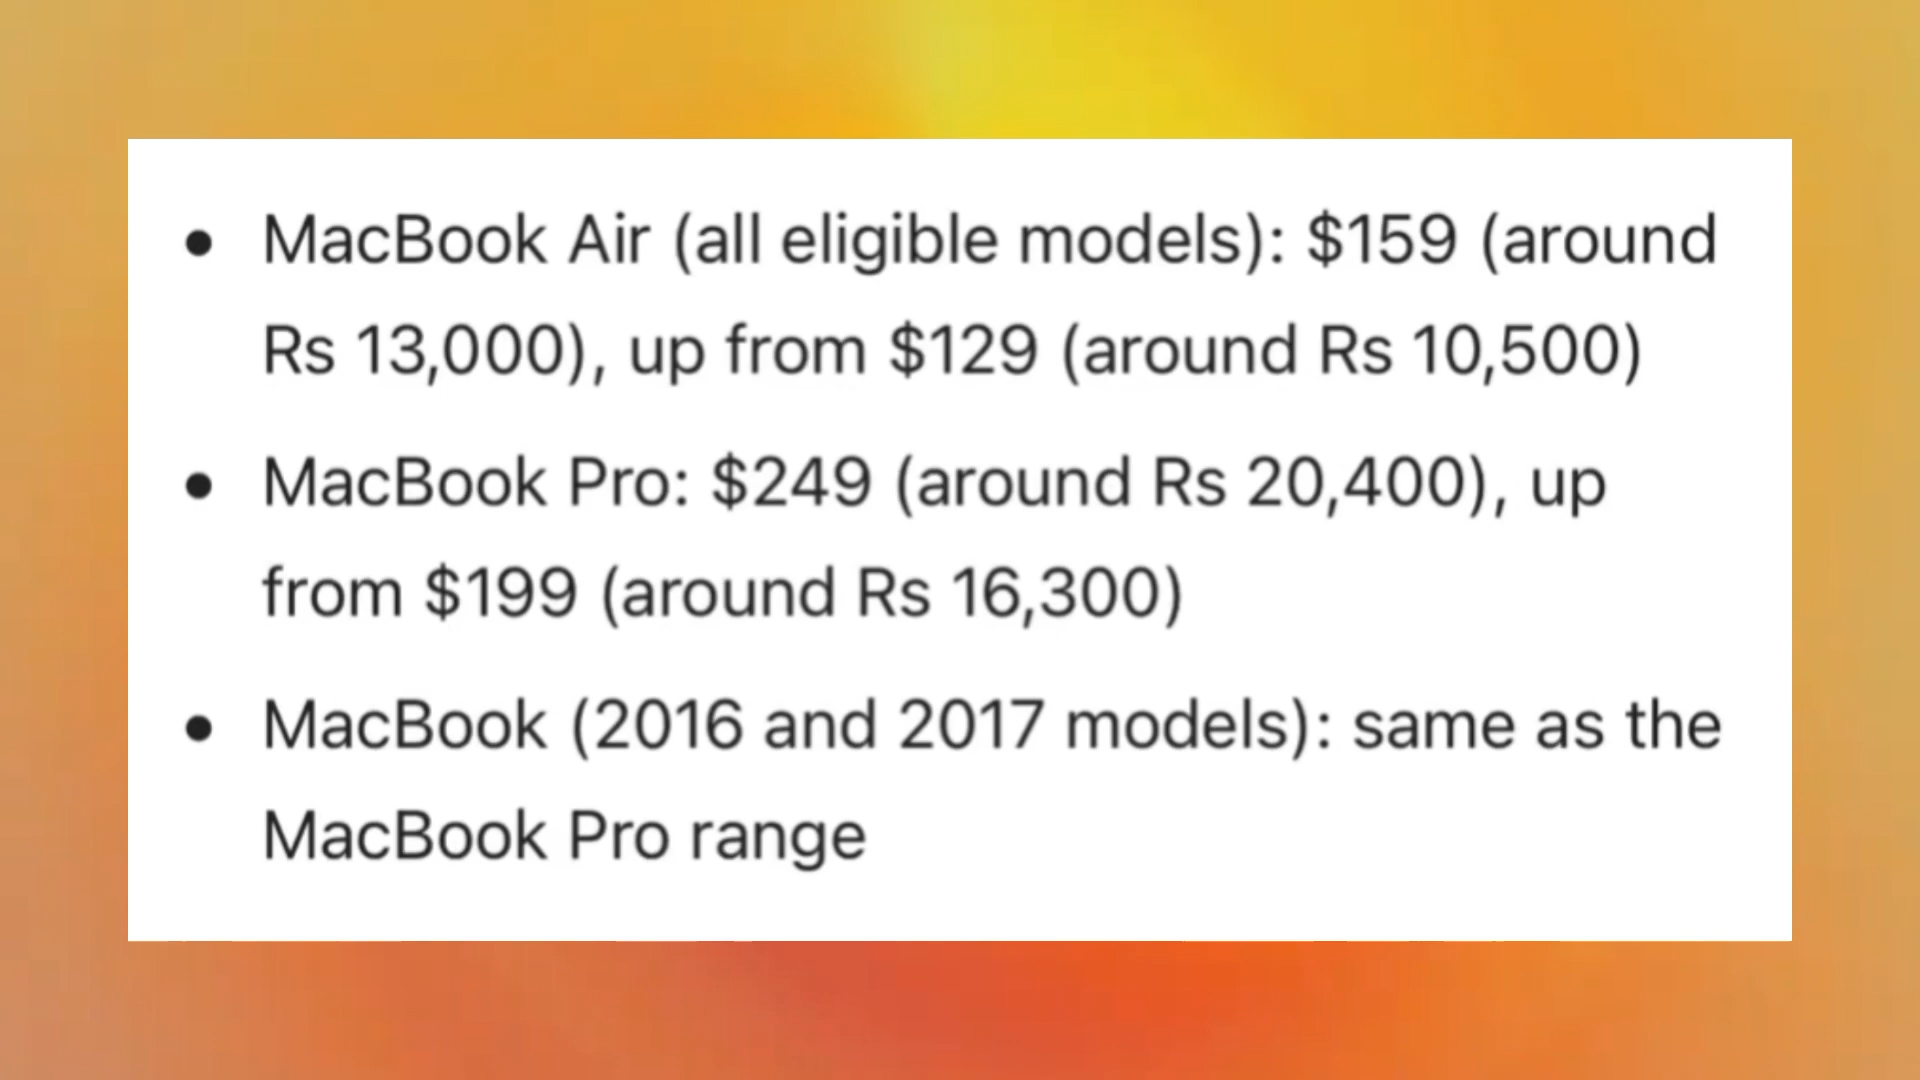 • MacBook Air (all eligible models): $159 (around
Rs 13,000), up from $129 (around Rs 10,500)
• MacBook Pro: $249 (around Rs 20,400), up
from $199 (around Rs 16,300)
• MacBook (2016 and 2017 models): same as the
MacBook Pro range